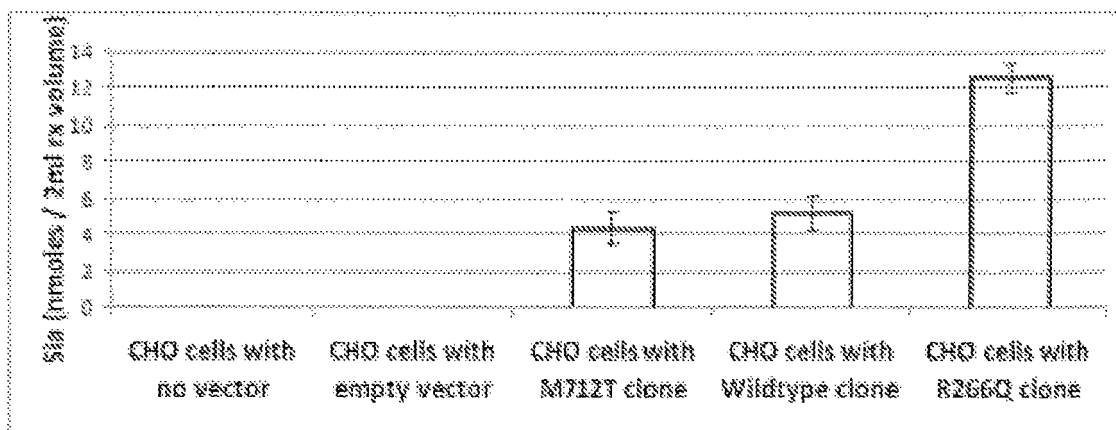 Sia (nmoles / 2nd rx volume)
14
12
10
8
6
4
2
0
CHO cells with no vector
CHO cells with empty vector
CHO cells with M712T clone
CHO cells with Wildtype clone
CHO cells with R266Q clone